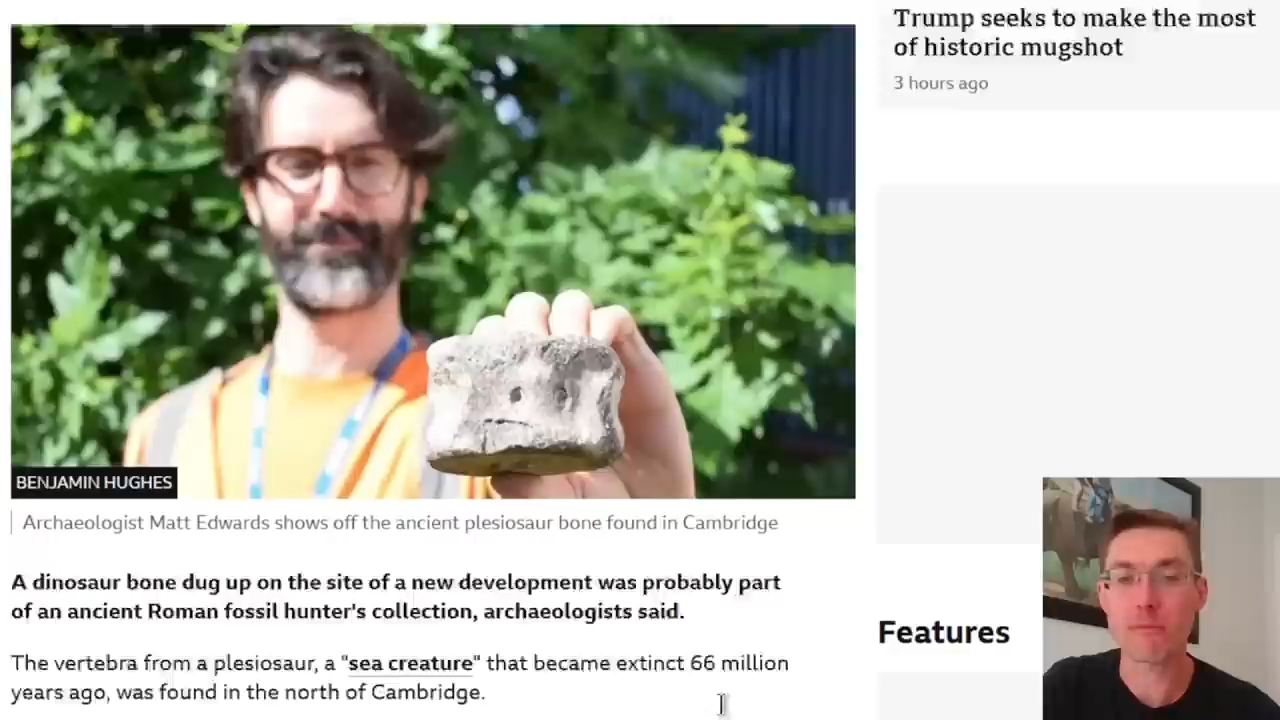 Trump seeks to make the most
of historic mugshot
3 hours ago
BENJAMIN HUGHES
Archaeologist Matt Edwards shows off the ancient plesiosaur bone found in Cambridge
A dinosaur bone dug up on the site of a new development was probably part
of an ancient Roman fossil hunter's collection, archaeologists said.
The vertebra from a plesiosaur, a "sea creature" that became extinct 66 million
years ago, was found in the north of Cambridge.
Features